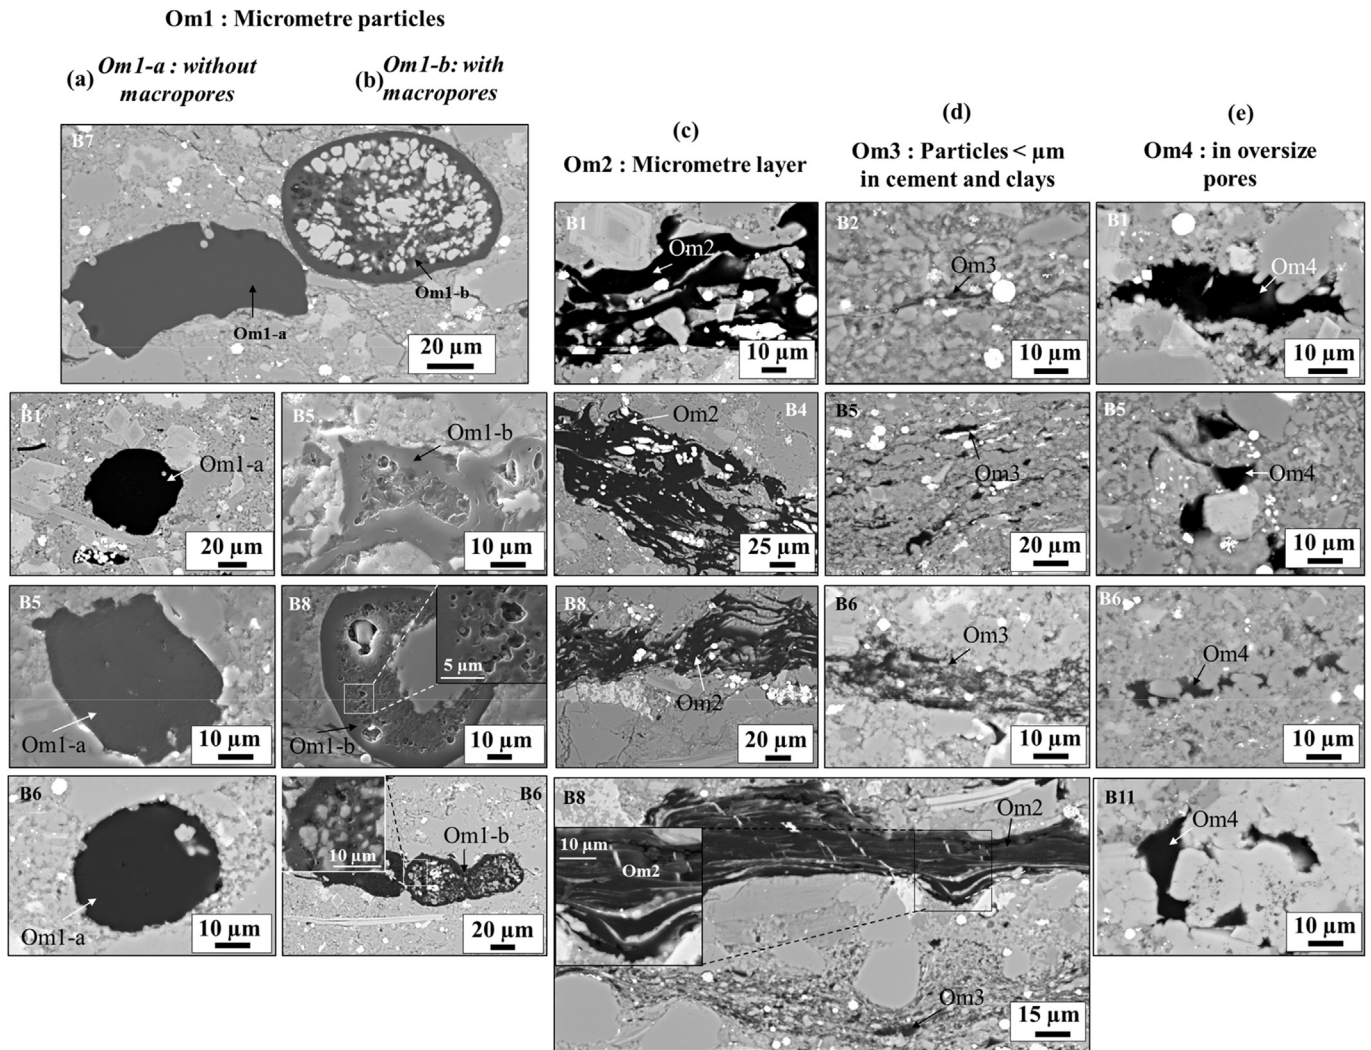 Om1 : Micrometre particles
(a) Om1-a : without
macropores
(b) Om1-b: with
macropores
(c)
Om2 : Micrometre layer
(d)
Om3 : Particles < µm
in cement and clays
(e)
Om4 : in oversize
pores
B7
Om1-a
Om1-b
20 µm
B1
Om2
10 µm
B2
Om3
10 µm
B1
Om4
10 µm
B1
Om1-a
20 µm
B5
Om1-b
10 µm
Om2
B4
25 µm
B5
Om3
20 µm
B5
Om4
10 µm
B5
Om1-a
10 µm
B8
5 µm
Om1-b
10 µm
B8
Om2
20 µm
B6
Om3
10 µm
B6
Om4
10 µm
B6
Om1-a
10 µm
B6
Om1-b
10 µm
20 µm
B8
Om2
10 µm
Om2
Om3
15 µm
B11
Om4
10 µm